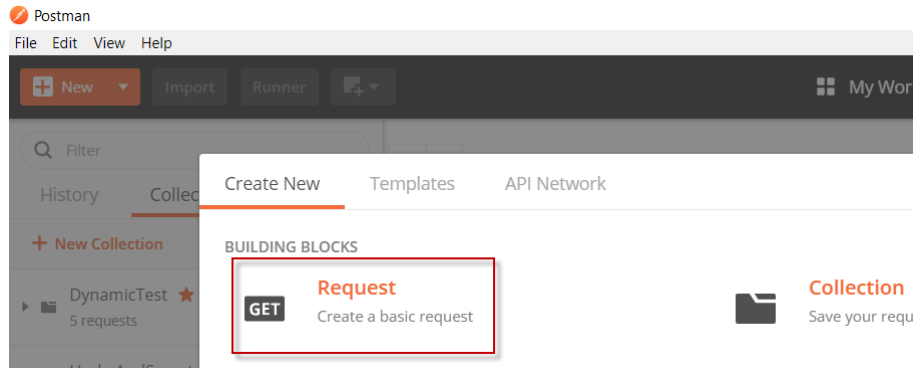 Postman
File Edit View Help
New Import Runner My Wor
Filter
History Collec
Create New Templates API Network
New Collection
BUILDING BLOCKS
DynamicTest
5 requests
Request
Create a basic request
GET
Collection
Save your requ